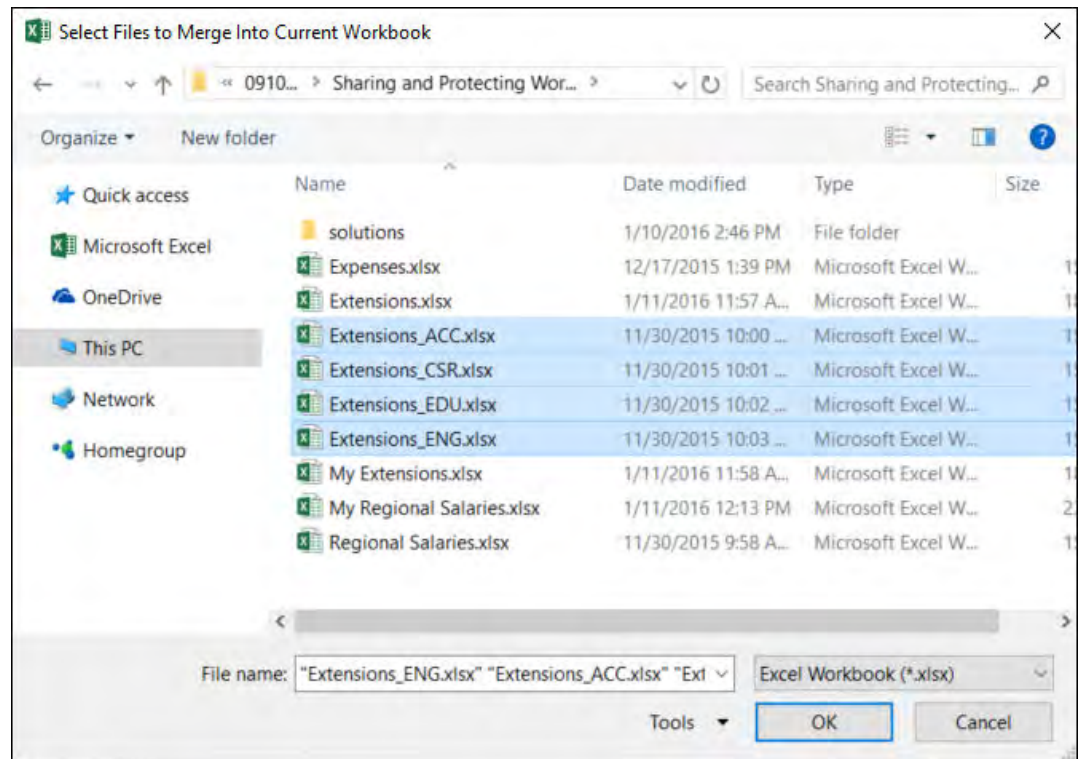 Select Files to Merge Into Current Workbook
« 0910... > Sharing and Protecting Wor... >
Search Sharing and Protecting...
Organize
New folder
Name
Date modified
Type
Size
Quick access
Microsoft Excel
OneDrive
This PC
Network
Homegroup
solutions 1/10/2016 2:46 PM File folder
Expenses.xlsx 12/17/2015 1:39 PM Microsoft Excel W...
Extensions.xlsx 1/11/2016 11:57 A... Microsoft Excel W...
Extensions_ACC.xlsx 11/30/2015 10:00 ... Microsoft Excel W...
Extensions_CSR.xlsx 11/30/2015 10:01 ... Microsoft Excel W...
Extensions_EDU.xlsx 11/30/2015 10:02 ... Microsoft Excel W...
Extensions_ENG.xlsx 11/30/2015 10:03 ... Microsoft Excel W...
My Extensions.xlsx 1/11/2016 11:58 A... Microsoft Excel W...
My Regional Salaries.xlsx 1/11/2016 12:13 PM Microsoft Excel W...
Regional Salaries.xlsx 11/30/2015 9:58 A... Microsoft Excel W...
File name: "Extensions_ENG.xlsx" "Extensions_ACC.xlsx" "Ext
Excel Workbook (*.xlsx)
Tools
OK
Cancel